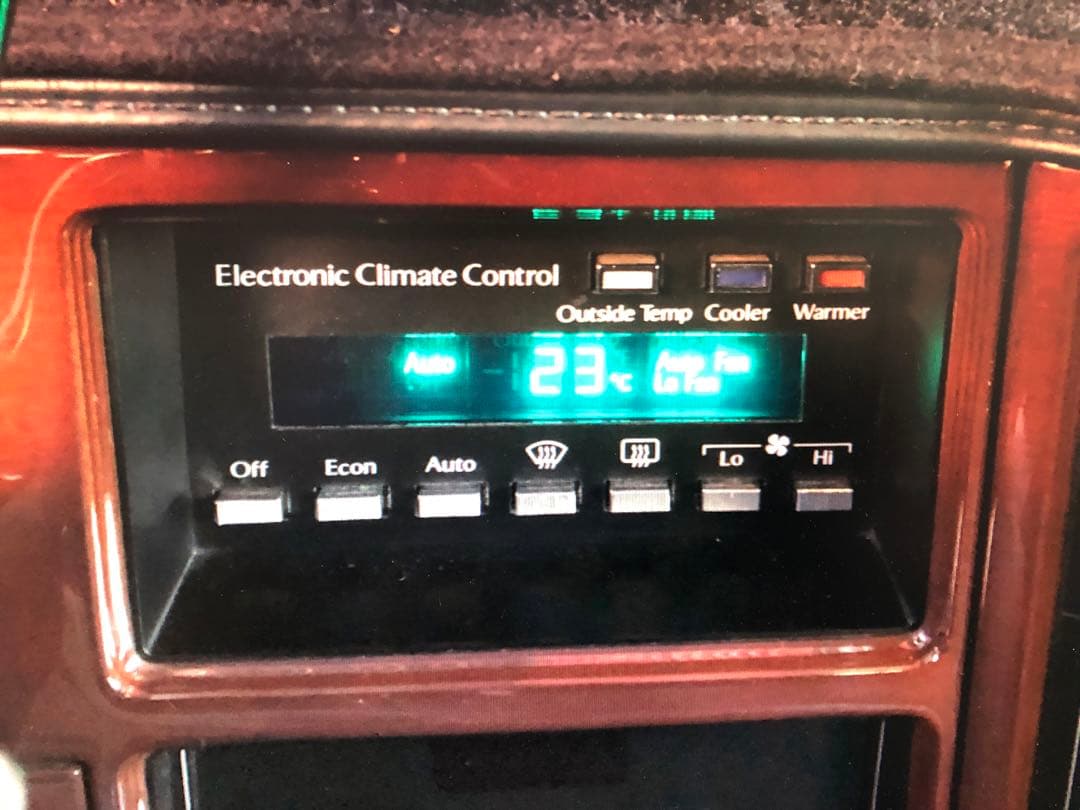 Electronic Climate Control
Outside Temp Cooler Warmer
Auto 23 °C Auto Fan
Lo Fan
Off Econ Auto Lo Hi